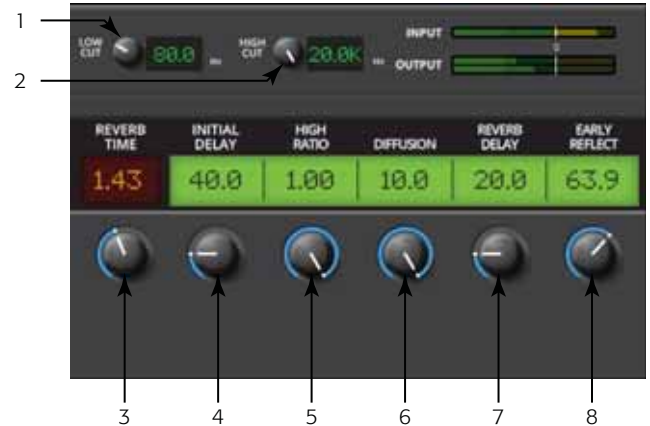 1
2
LOW CUT 80.0 Hz HIGH CUT 20.0K Hz
INPUT
0
OUTPUT
REVERB TIME INITIAL DELAY HIGH RATIO DIFFUSION REVERB DELAY EARLY REFLECT
1.43 40.0 1.00 10.0 20.0 63.9
3 4 5 6 7 8